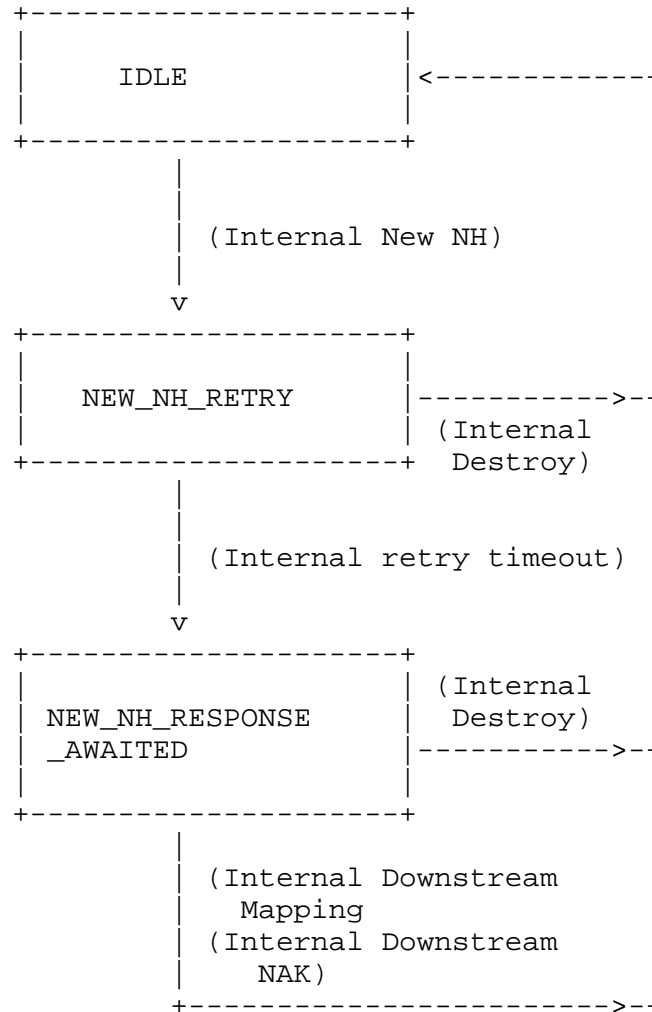 IDLE
(Internal New NH)
NEW_NH_RETRY
(Internal
Destroy)
(Internal retry timeout)
(Internal
NEW_NH_RESPONSE Destroy)
_AWAITED
(Internal Downstream
Mapping
(Internal Downstream
NAK)